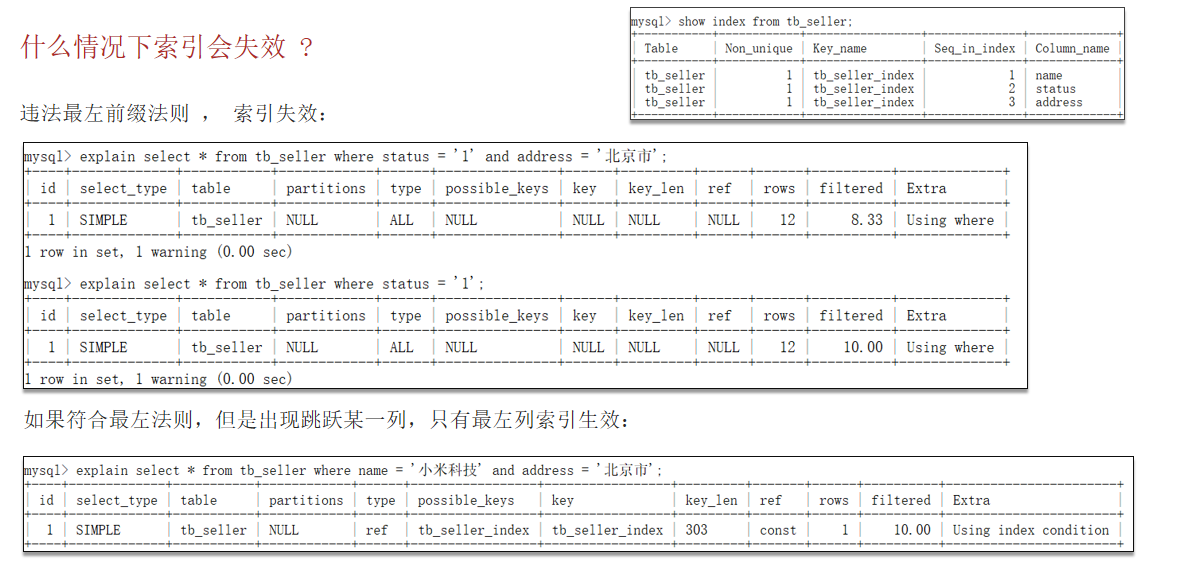 什么情况下索引会失效 ?
mysql> show index from tb_seller;
| Table | Non_unique | Key_name | Seq_in_index | Column_name |
| tb_seller | 1 | tb_seller_index | 1 | name
| tb_seller | 1 | tb_seller_index | 2 | status
| tb_seller | 1 | tb_seller_index | 3 | address
违法最左前缀法则 ， 索引失效：
mysql> explain select * from tb_seller where status = '1' and address = '北京市';
| id | select_type | table | partitions | type | possible_keys | key | key_len | ref | rows | filtered | Extra |
| 1 | SIMPLE | tb_seller | NULL | ALL | NULL | NULL | NULL | NULL | 12 | 8.33 | Using where |
1 row in set, 1 warning (0.00 sec)
mysql> explain select * from tb_seller where status = '1';
| id | select_type | table | partitions | type | possible_keys | key | key_len | ref | rows | filtered | Extra |
| 1 | SIMPLE | tb_seller | NULL | ALL | NULL | NULL | NULL | NULL | 12 | 10.00 | Using where |
1 row in set, 1 warning (0.00 sec)
如果符合最左法则，但是出现跳跃某一列，只有最左列索引生效：
mysql> explain select * from tb_seller where name = '小米科技' and address = '北京市';
| id | select_type | table | partitions | type | possible_keys | key | key_len | ref | rows | filtered | Extra |
| 1 | SIMPLE | tb_seller | NULL | ref | tb_seller_index | tb_seller_index | 303 | const | 1 | 10.00 | Using index condition |